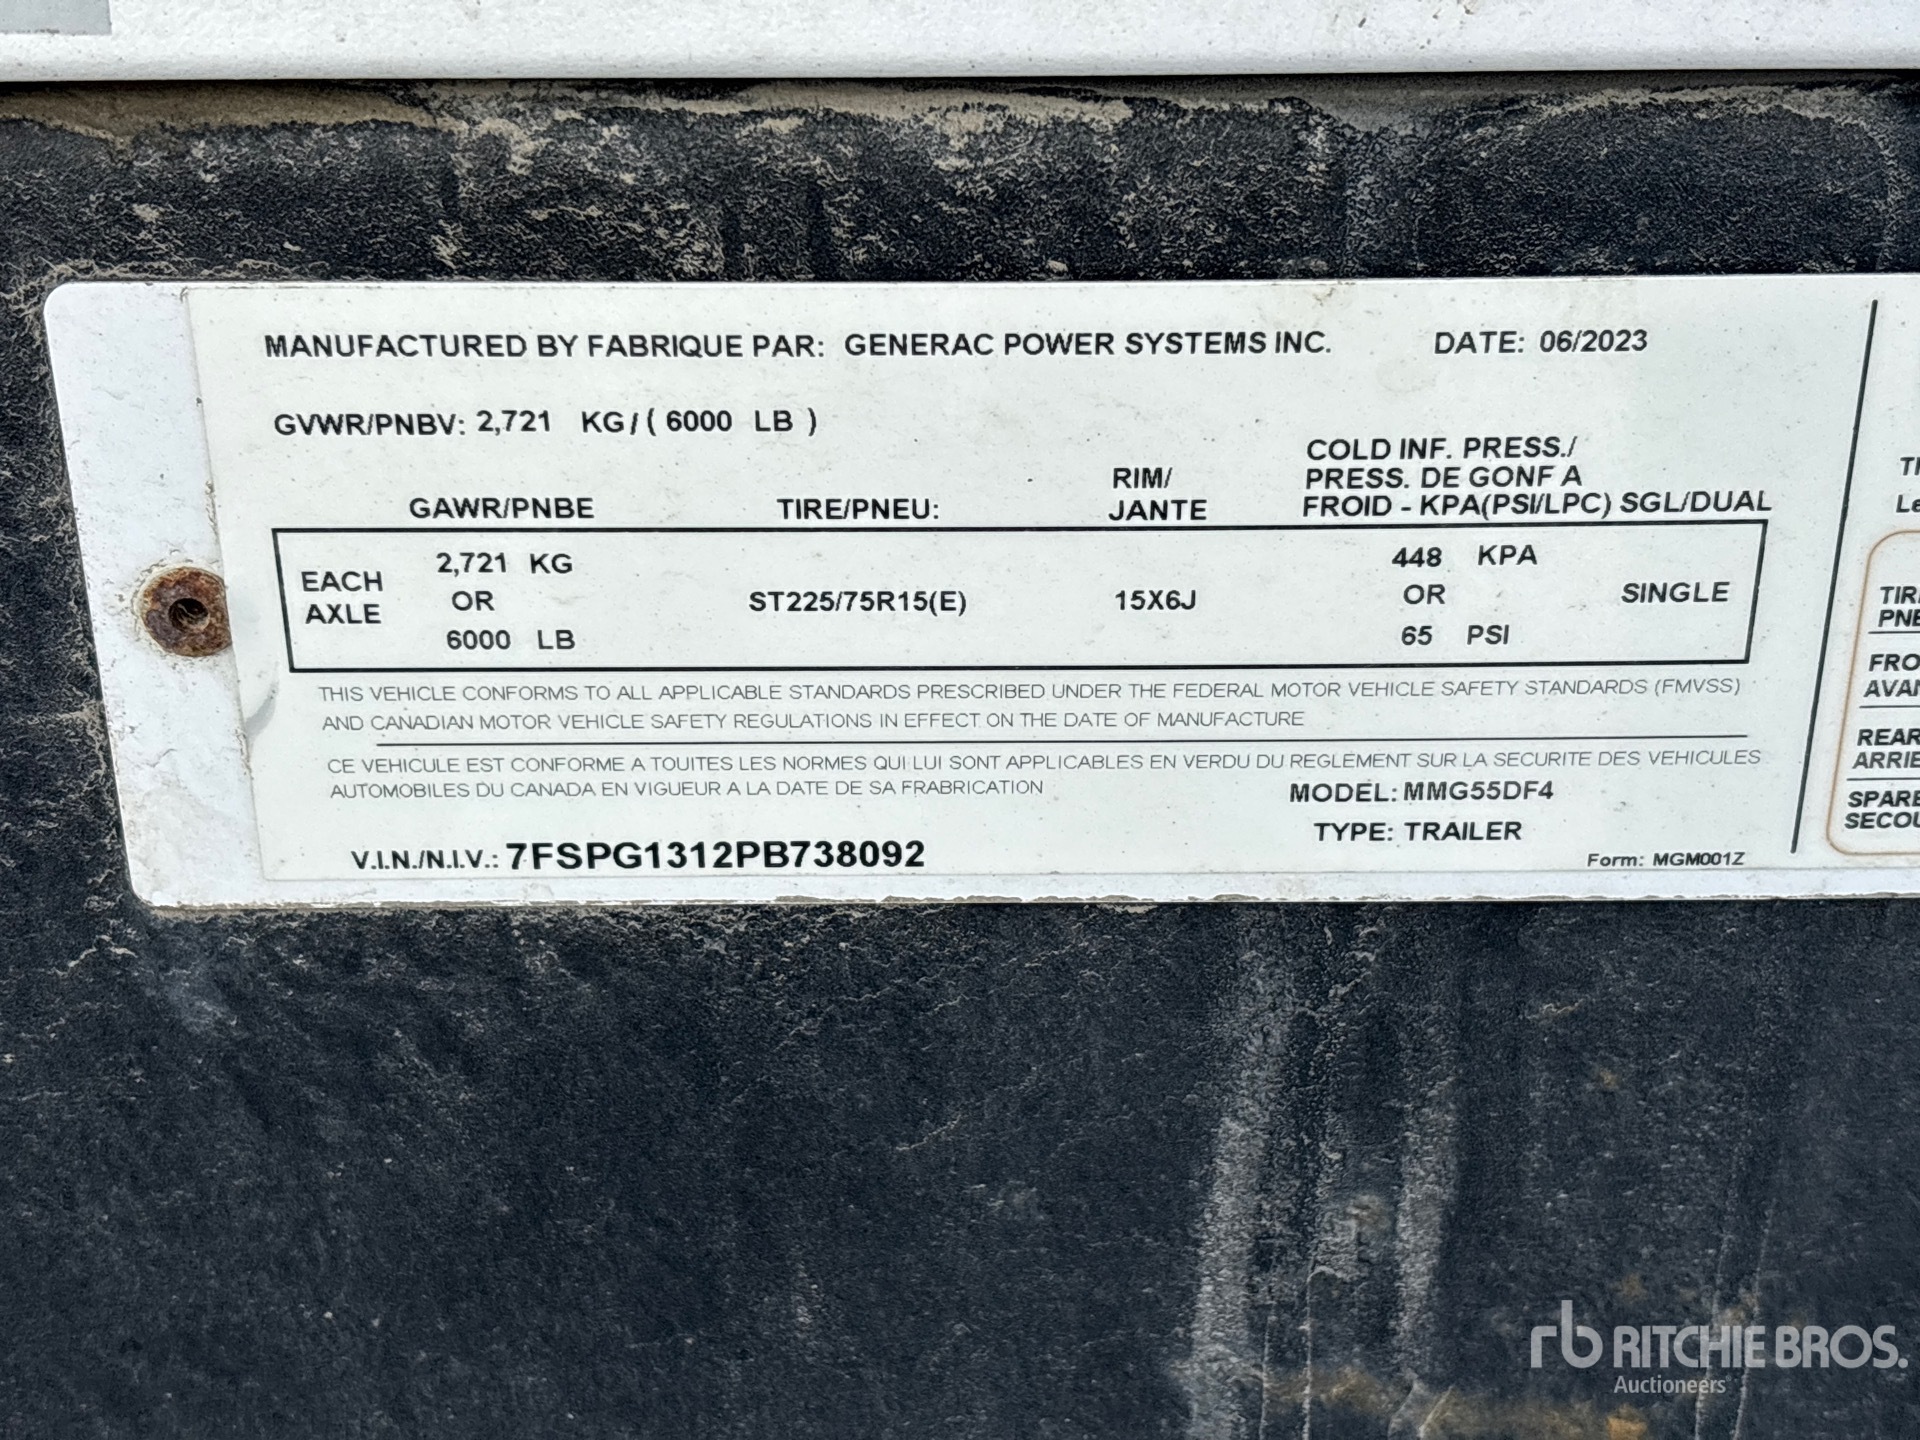 MANUFACTURED BY FABRIQUE PAR: GENERAC POWER SYSTEMS INC. DATE: 06/2023
GVWR/PNBV: 2,721 KG/( 6000 LB )
GAWR/PNBE TIRE/PNEU: RIM/ JANTE COLD INF. PRESS./ PRESS. DE GONF A FROID - KPA(PSI/LPC) SGL/DUAL
EACH AXLE 2,721 KG OR 6000 LB ST225/75R15(E) 15X6J 448 KPA OR 65 PSI SINGLE
THIS VEHICLE CONFORMS TO ALL APPLICABLE STANDARDS PRESCRIBED UNDER THE FEDERAL MOTOR VEHICLE SAFETY STANDARDS (FMVSS)
AND CANADIAN MOTOR VEHICLE SAFETY REGULATIONS IN EFFECT ON THE DATE OF MANUFACTURE
CE VEHICULE EST CONFORME A TOUITES LES NORMES QUI LUI SONT APPLICABLES EN VERDU DU REGLEMENT SUR LA SECURITE DES VEHICULES
AUTOMOBILES DU CANADA EN VIGUEUR A LA DATE DE SA FRABRICATION
MODEL: MMG55DF4
TYPE: TRAILER
V.I.N./N.I.V.: 7FSPG1312PB738092
Form: MGM001Z
REAR
ARRIE
SPARE
SECOU
rb RITCHIE BROS.
Auctioneers